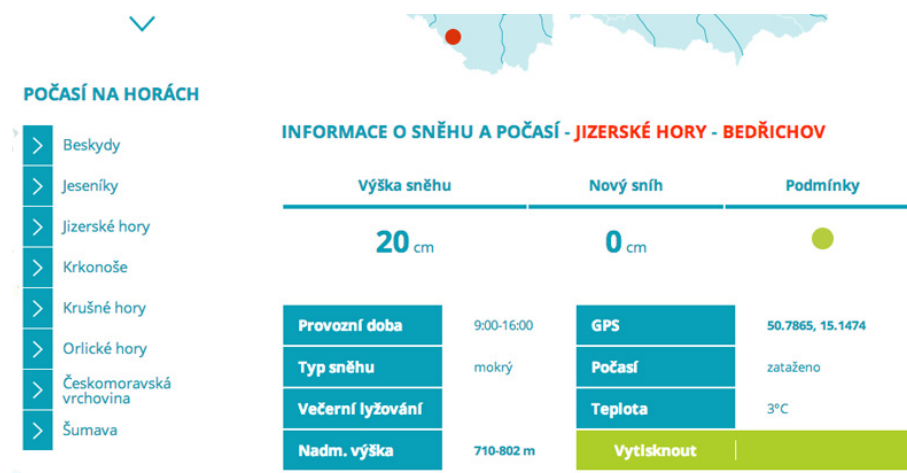 POČASÍ NA HORÁCH
Beskydy
Jeseníky
Jizerské hory
Krkonoše
Krušné hory
Orlické hory
Českomoravská
vrchovina
Šumava
INFORMACE O SNĚHU A POČASÍ - JIZERSKÉ HORY - BEDŘICHOV
Výška sněhu Nový sníh Podmínky
20 cm 0 cm
Provozní doba 9:00-16:00 GPS 50.7865, 15.1474
Typ sněhu mokrý Počasí zataženo
Večerní lyžování Teplota 3°C
Nadm. výška 710-802 m Vytisknout